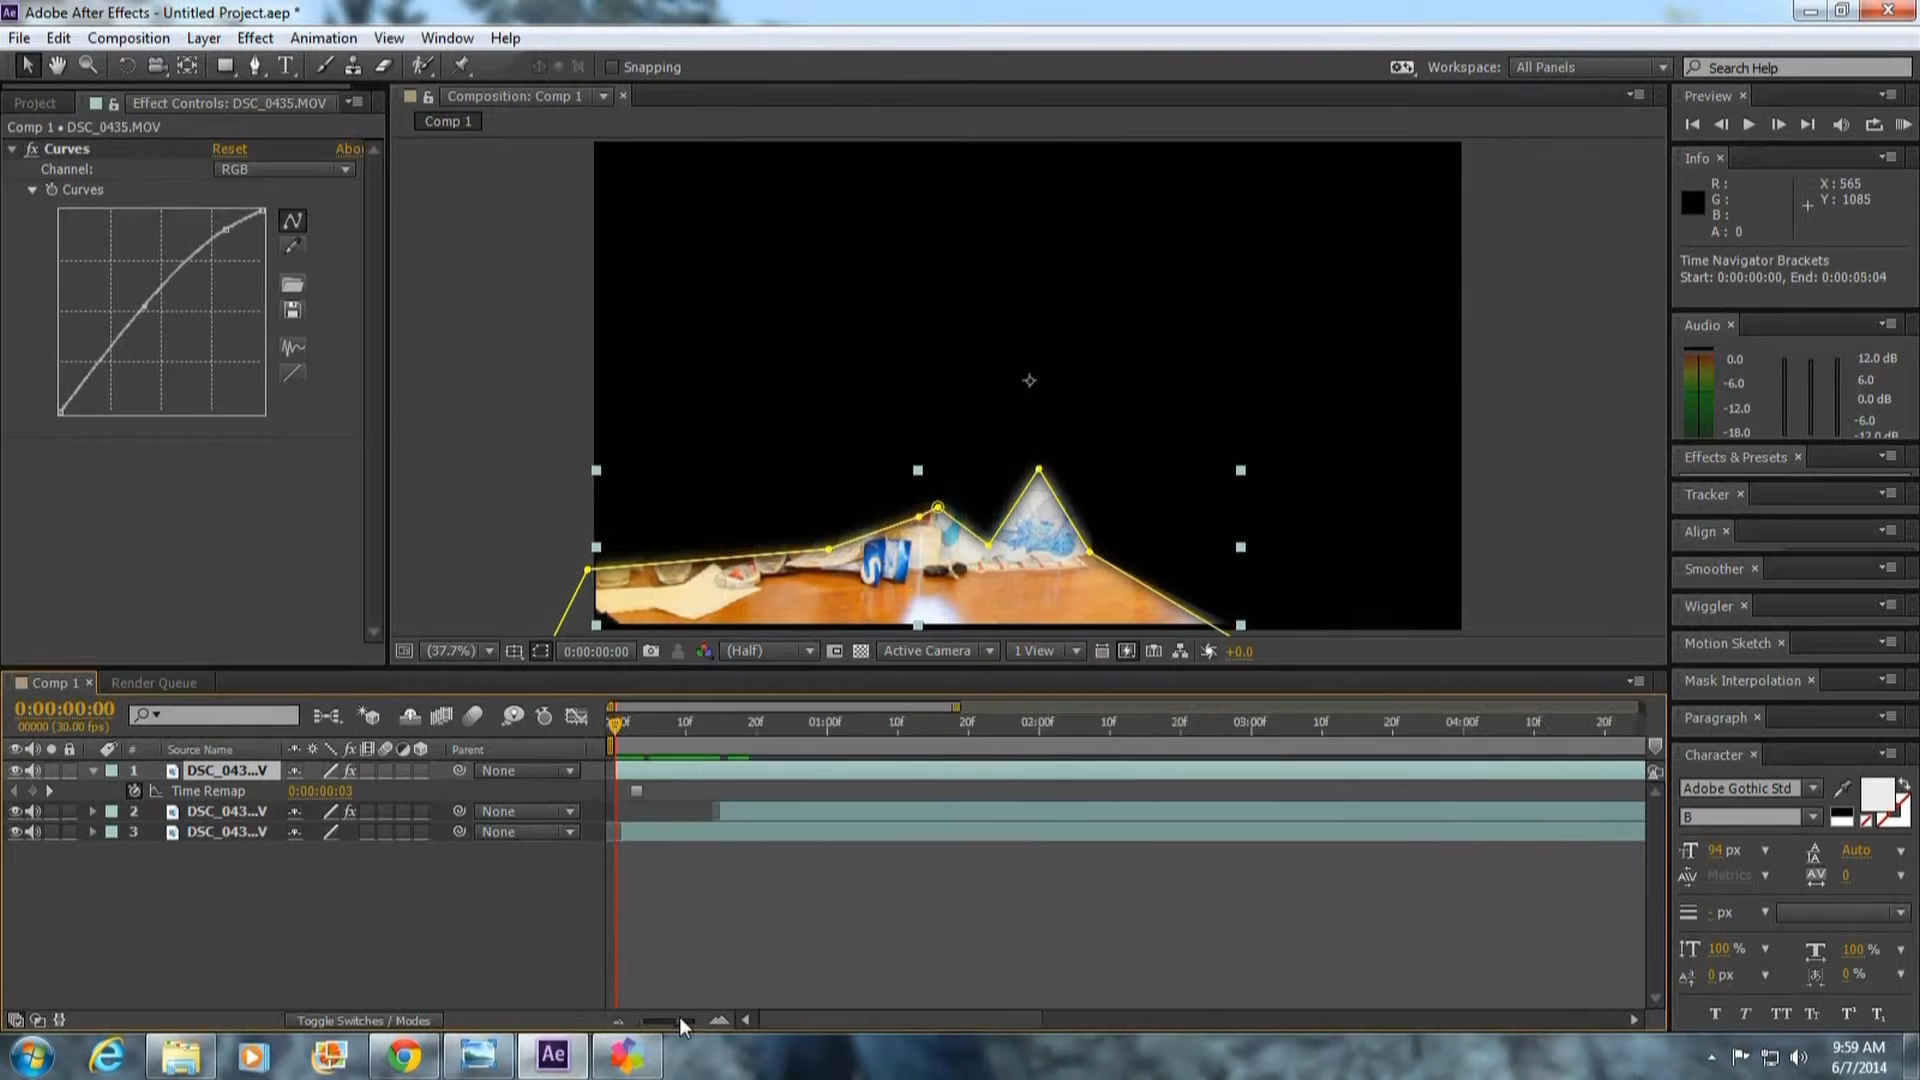 Adobe After Effects - Untitled Project.aep *
File Edit Composition Layer Effect Animation View Window Help
Snapping
Workspace: All Panels
Search Help
Project
Effect Controls: DSC_0435.MOV
Comp 1 • DSC_0435.MOV
fx Curves Reset Abou
Channel: RGB
Curves
Composition: Comp 1
Comp 1
(37.7%) 0:00:00:00 (Half) Active Camera 1 View +0.0
Preview
Info
R:
G:
B:
A: 0
X: 565
Y: 1085
Time Navigator Brackets
Start: 0:00:00:00, End: 0:00:05:04
Audio
0.0 12.0 dB
-6.0 6.0
-12.0 0.0 dB
-6.0
-18.0 -12.0 dB
Effects & Presets
Tracker
Align
Smoother
Wiggler
Motion Sketch
Mask Interpolation
Paragraph
Character
Adobe Gothic Std
B
94 px Auto
Metrics 0
- px
100 % 100 %
0 px 0 %
Comp 1 Render Queue
0:00:00:00
00000 (30.00 fps)
10f 20f 01:00f 10f 20f 02:00f 10f 20f 03:00f 10f 20f 04:00f 10f 20f
# Source Name Parent
1 DSC_043...V None
Time Remap 0:00:00:03
2 DSC_043...V None
3 DSC_043...V None
Toggle Switches / Modes
Ae
9:59 AM
6/7/2014